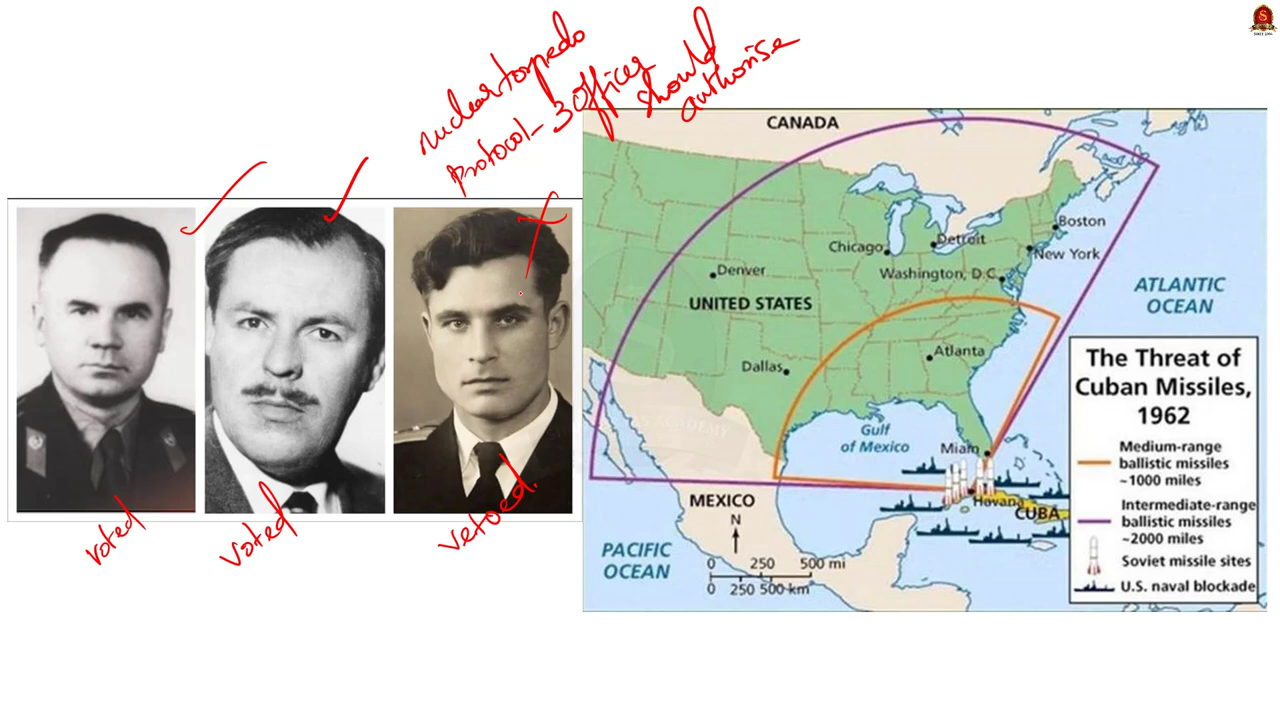 nuclear torpedo
protocol - 3 officers should authorise
voted
voted
vetoed.
CANADA
Boston
Chicago
Detroit
New York
Washington, D.C.
Denver
UNITED STATES
ATLANTIC
OCEAN
Atlanta
Dallas
Gulf
of Mexico
Miami
Havana
CUBA
MEXICO
PACIFIC
OCEAN
N
0 250 500 mi
0 250 500 km
The Threat of
Cuban Missiles,
1962
Medium-range
ballistic missiles
~1000 miles
Intermediate-range
ballistic missiles
~2000 miles
Soviet missile sites
U.S. naval blockade